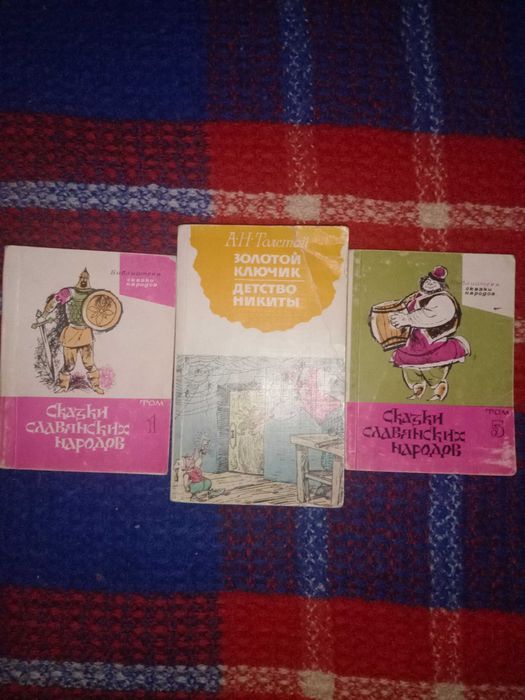 Библиотека
сказки
народов
Сказки
славянских
народов
том
1
А·Н·Толстой
ЗОЛОТОЙ
КЛЮЧИК
ДЕТСТВО
НИКИТЫ
Библиотека
сказки
народов
Сказки
славянских
народов
том
5